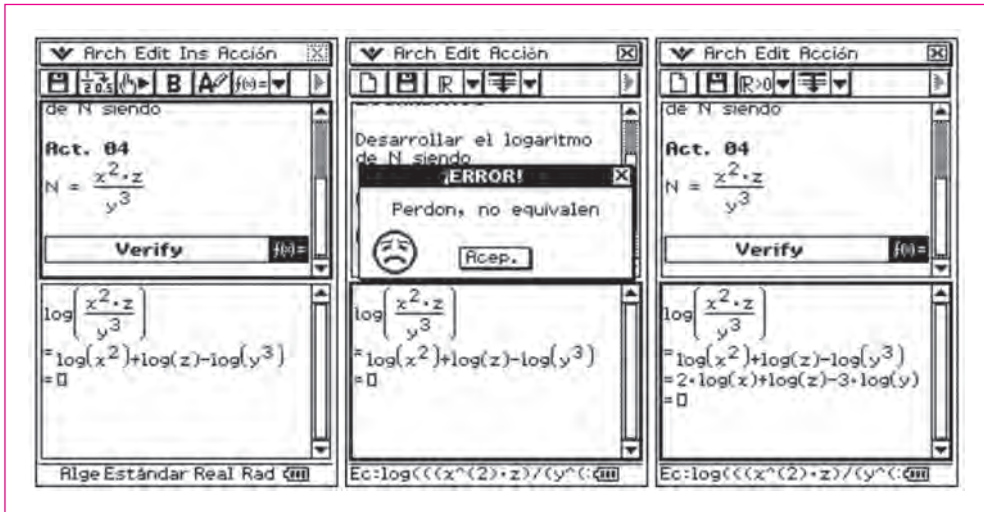 Arch Edit Ins Acción
B
de N siendo
Act. 04
N = x²·z / y³
Verify
log(x²·z / y³)
=log(x²)+log(z)-log(y³)
=▯
Alge Estándar Real Rad
Arch Edit Acción
ℝ
Desarrollar el logaritmo
de N siendo
¡ERROR!
Perdon, no equivalen
Acep.
log(x²·z / y³)
=log(x²)+log(z)-log(y³)
=▯
Ec:log(((x^(2)·z)/(y^(
Arch Edit Acción
ℝ>0
de N siendo
Act. 04
N = x²·z / y³
Verify
log(x²·z / y³)
=log(x²)+log(z)-log(y³)
=2·log(x)+log(z)-3·log(y)
=▯
Ec:log(((x^(2)·z)/(y^(